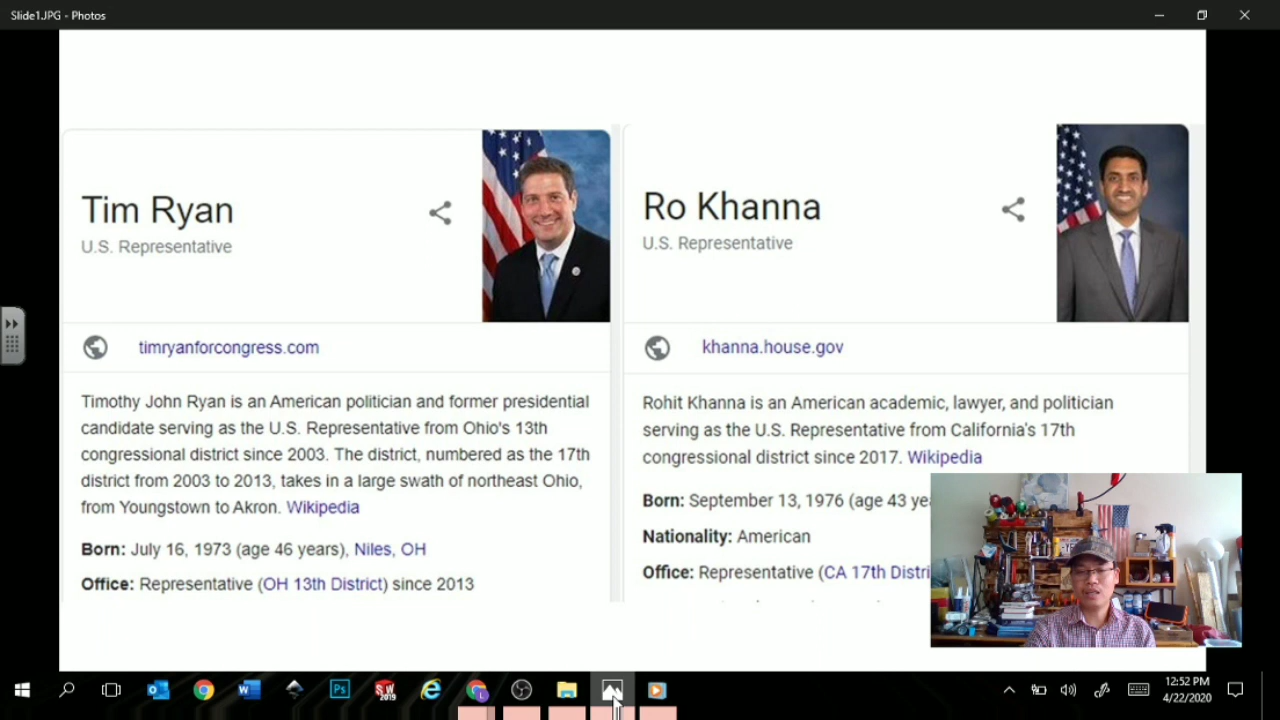 Slide1.JPG - Photos
Tim Ryan
U.S. Representative
timryanforcongress.com
Timothy John Ryan is an American politician and former presidential
candidate serving as the U.S. Representative from Ohio's 13th
congressional district since 2003. The district, numbered as the 17th
district from 2003 to 2013, takes in a large swath of northeast Ohio,
from Youngstown to Akron. Wikipedia
Born: July 16, 1973 (age 46 years), Niles, OH
Office: Representative (OH 13th District) since 2013
Ro Khanna
U.S. Representative
khanna.house.gov
Rohit Khanna is an American academic, lawyer, and politician
serving as the U.S. Representative from California's 17th
congressional district since 2017. Wikipedia
Born: September 13, 1976 (age 43 ye
Nationality: American
Office: Representative (CA 17th Distri
Ps
SW
2019
12:52 PM
4/22/2020